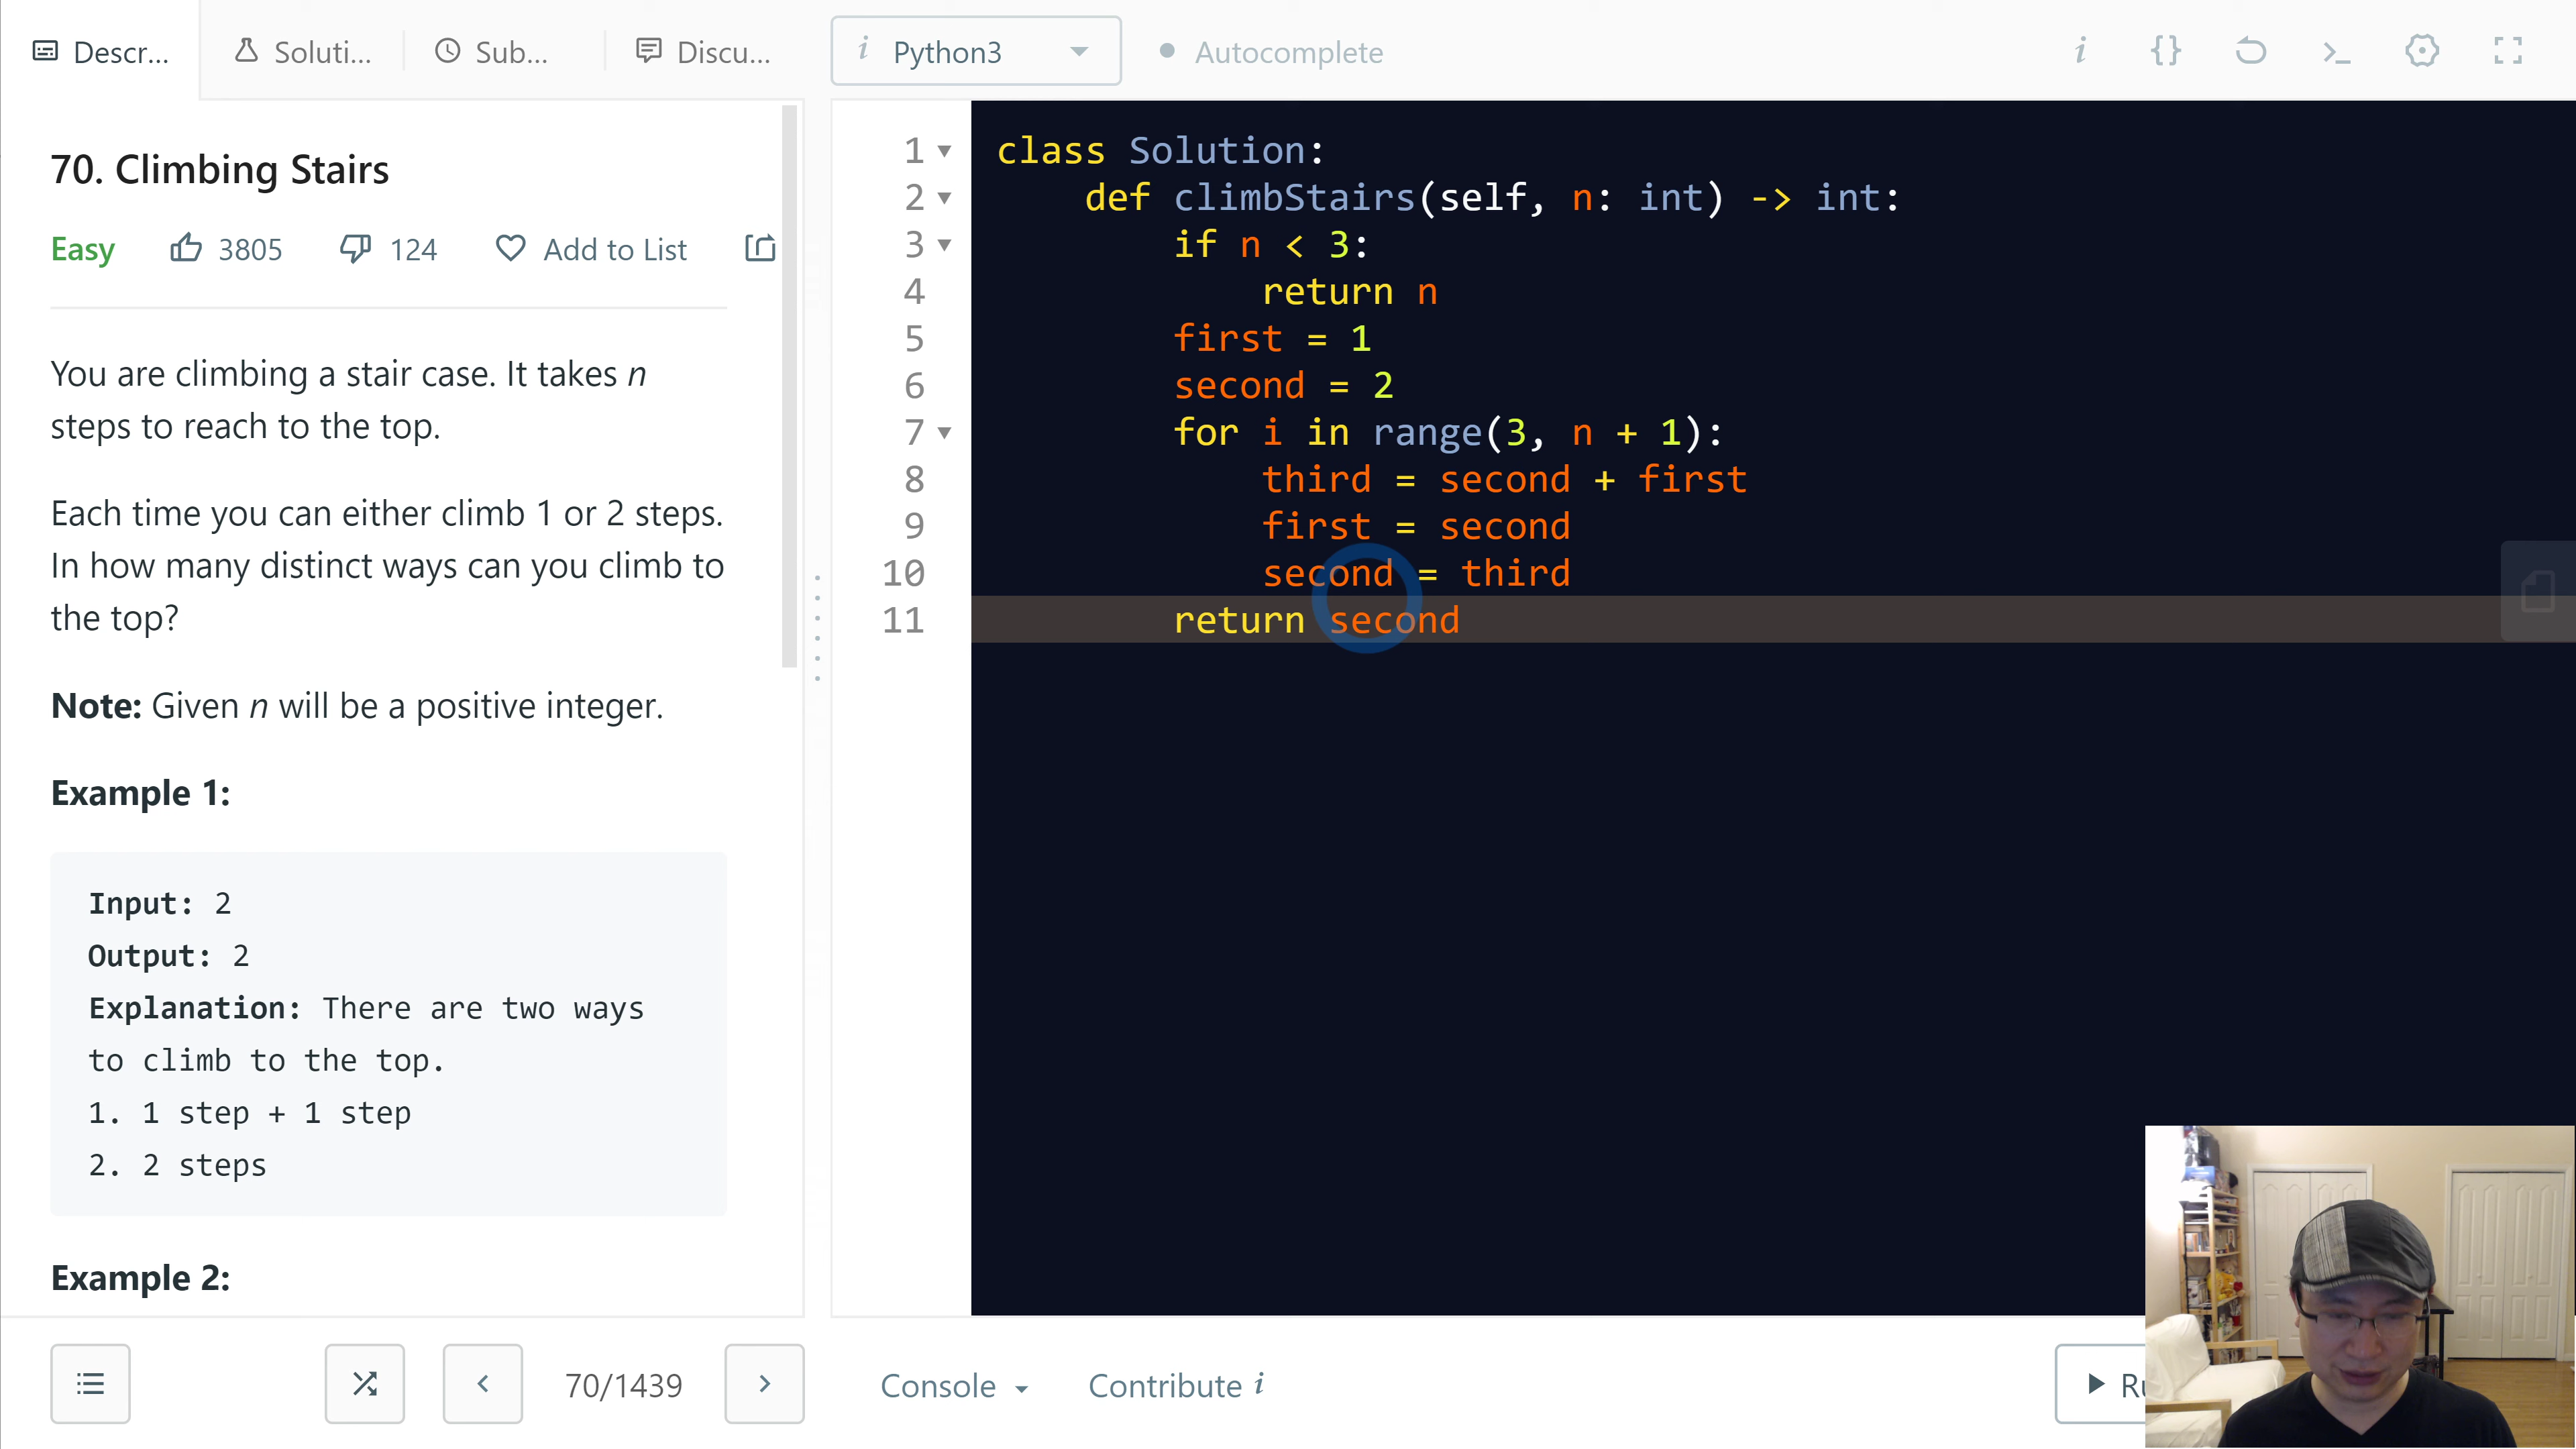 Descr...
Soluti...
Sub...
Discu...
i Python3
Autocomplete
i {} >_
70. Climbing Stairs
Easy 3805 124 Add to List
You are climbing a stair case. It takes n
steps to reach to the top.
Each time you can either climb 1 or 2 steps.
In how many distinct ways can you climb to
the top?
Note: Given n will be a positive integer.
Example 1:
Input: 2
Output: 2
Explanation: There are two ways
to climb to the top.
1. 1 step + 1 step
2. 2 steps
Example 2:
1 class Solution:
2 def climbStairs(self, n: int) -> int:
3 if n < 3:
4 return n
5 first = 1
6 second = 2
7 for i in range(3, n + 1):
8 third = second + first
9 first = second
10 second = third
11 return second
70/1439
Console
Contribute i